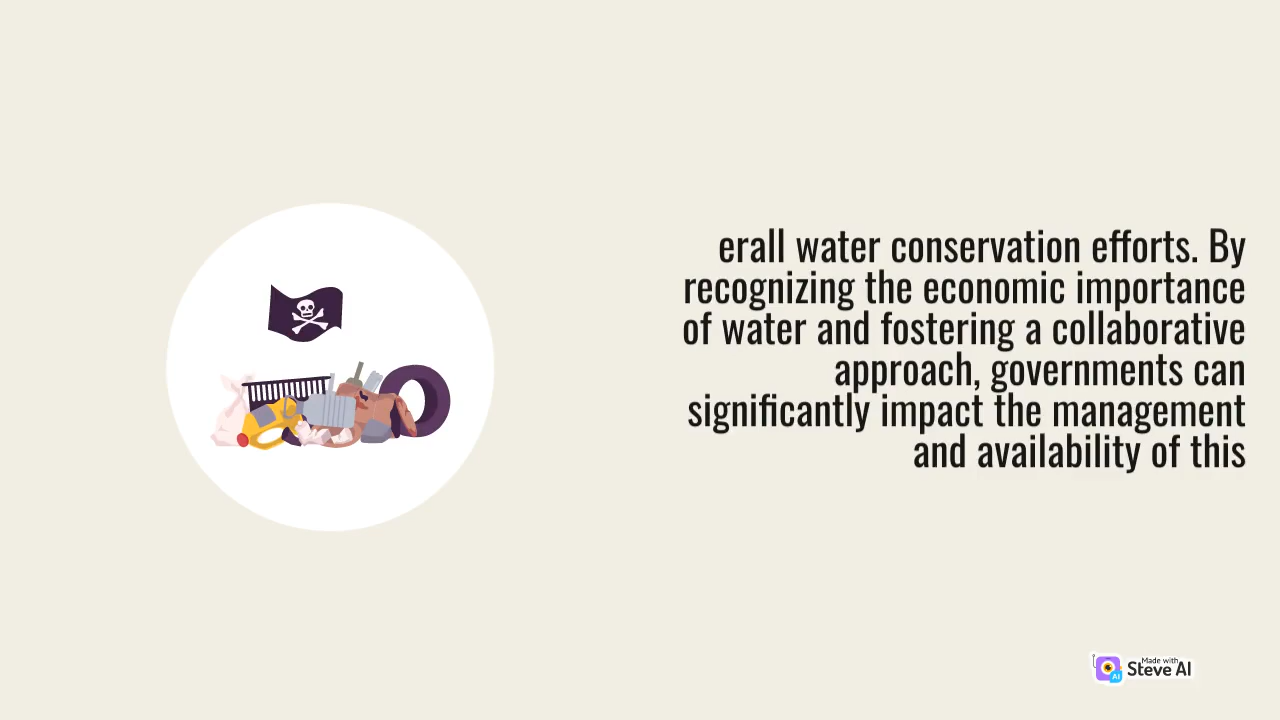 erall water conservation efforts. By
recognizing the economic importance
of water and fostering a collaborative
approach, governments can
significantly impact the management
and availability of this
Made with
Steve AI
AI